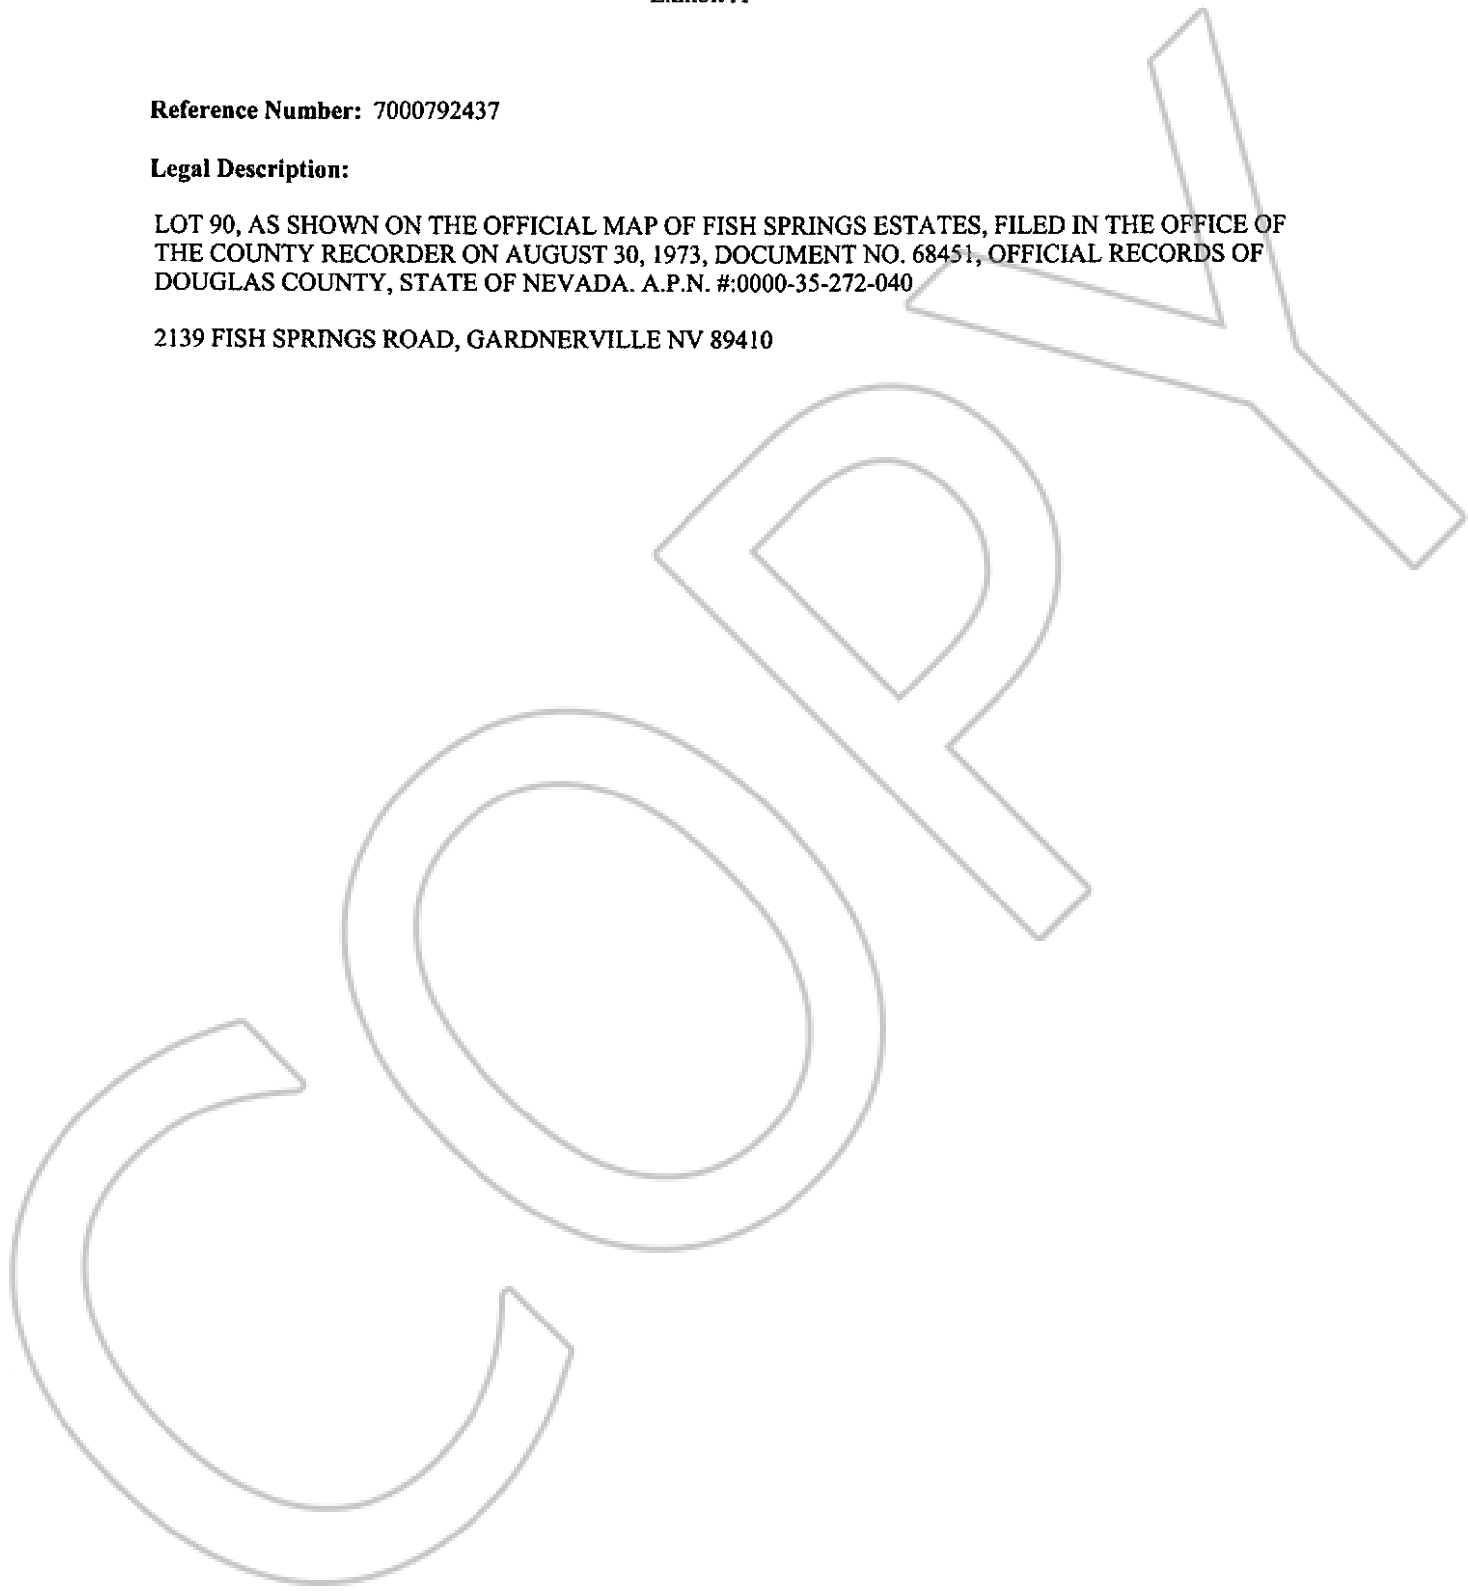 Reference Number: 7000792437
Legal Description:
LOT 90, AS SHOWN ON THE OFFICIAL MAP OF FISH SPRINGS ESTATES, FILED IN THE OFFICE OF
THE COUNTY RECORDER ON AUGUST 30, 1973, DOCUMENT NO. 68451, OFFICIAL RECORDS OF
DOUGLAS COUNTY, STATE OF NEVADA. A.P.N. #:0000-35-272-040
2139 FISH SPRINGS ROAD, GARDNERVILLE NV 89410
COPY